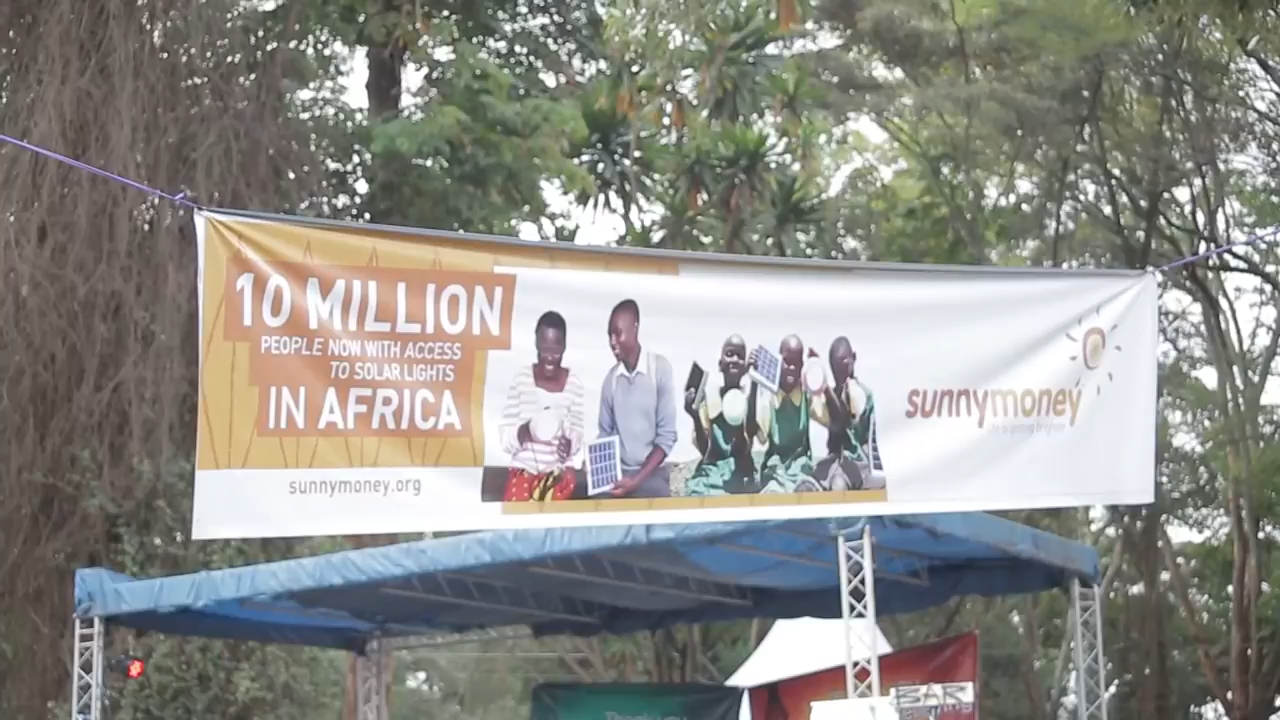 10 MILLION
PEOPLE NOW WITH ACCESS
TO SOLAR LIGHTS
IN AFRICA
sunnymoney.org
sunnymoney
BAR